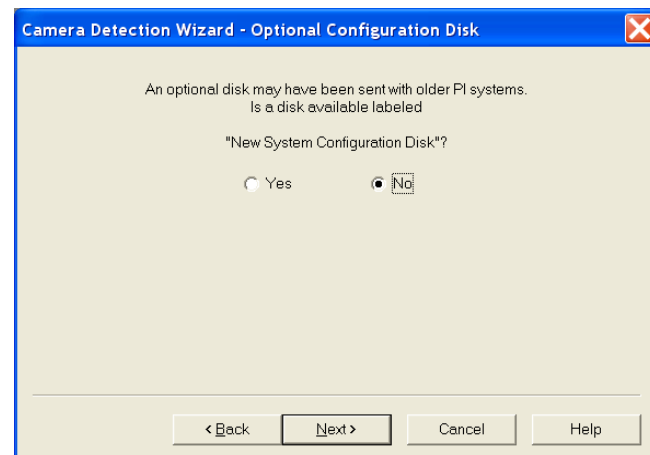 Camera Detection Wizard - Optional Configuration Disk
An optional disk may have been sent with older PI systems.
Is a disk available labeled
"New System Configuration Disk"?
Yes No
< Back Next > Cancel Help